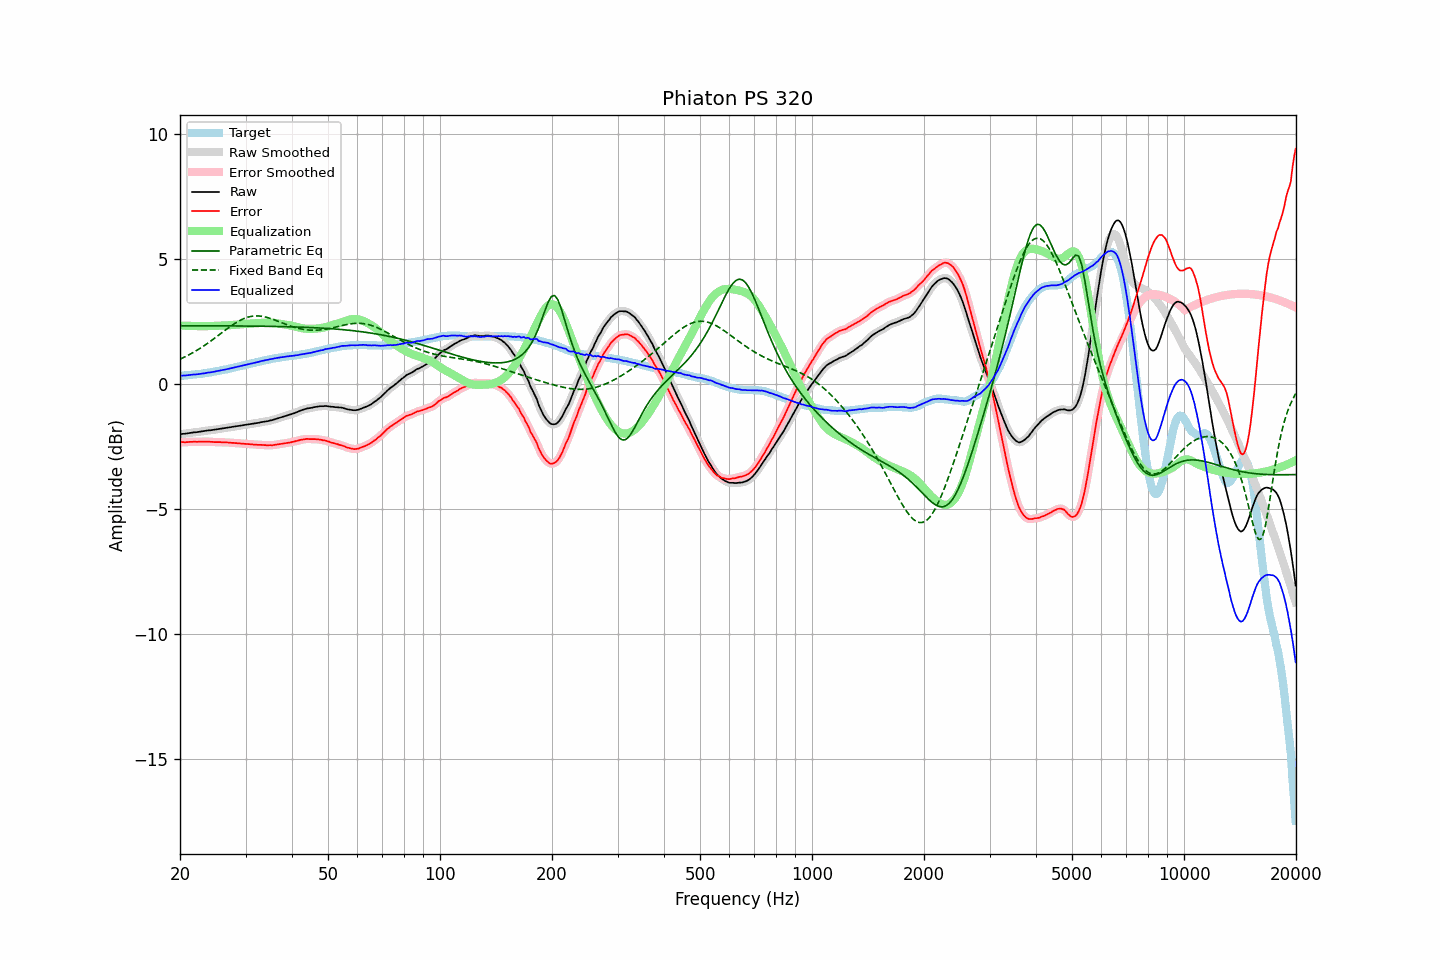 Phiaton PS 320
Target
Raw Smoothed
Error Smoothed
Raw
Error
Equalization
Parametric Eq
Fixed Band Eq
Equalized
Amplitude (dBr)
10
5
0
−5
−10
−15
20 50 100 200 500 1000 2000 5000 10000 20000
Frequency (Hz)